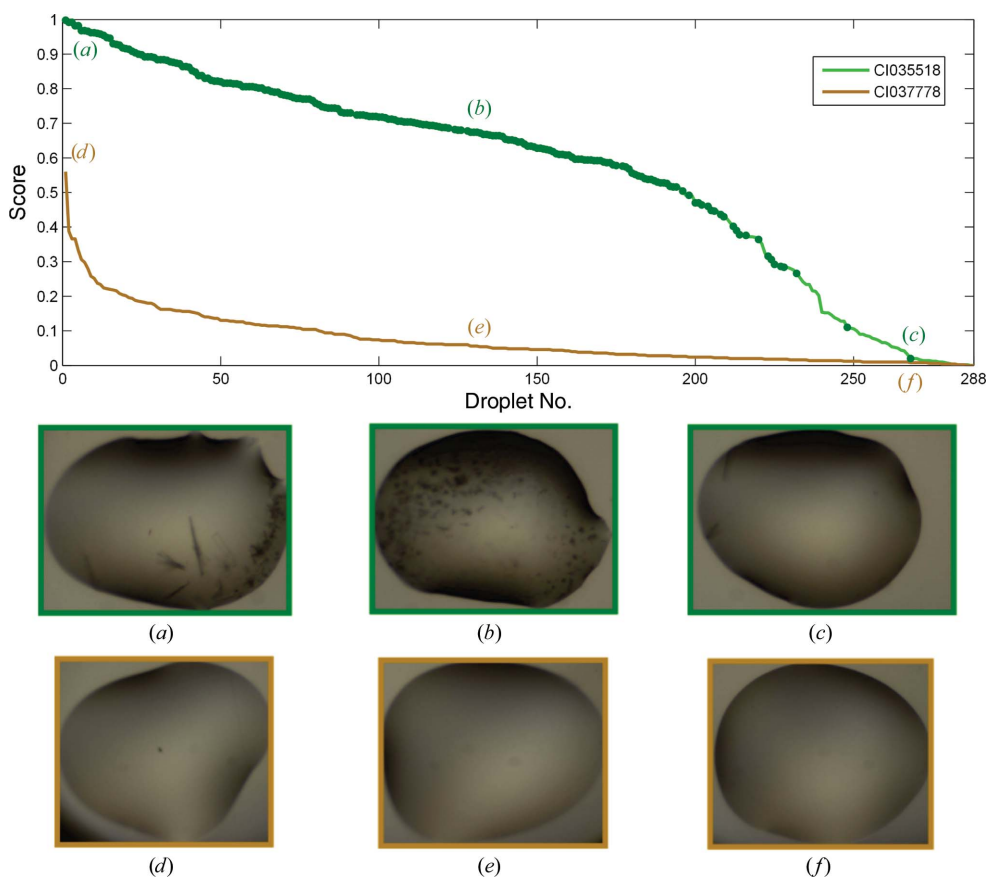 1
0.9
0.8
0.7
0.6
0.5
0.4
0.3
0.2
0.1
0
Score
(a)
(b)
(c)
(d)
(e)
(f)
CI035518
CI037778
0 50 100 150 200 250 288
Droplet No.
(a) (b) (c)
(d) (e) (f)